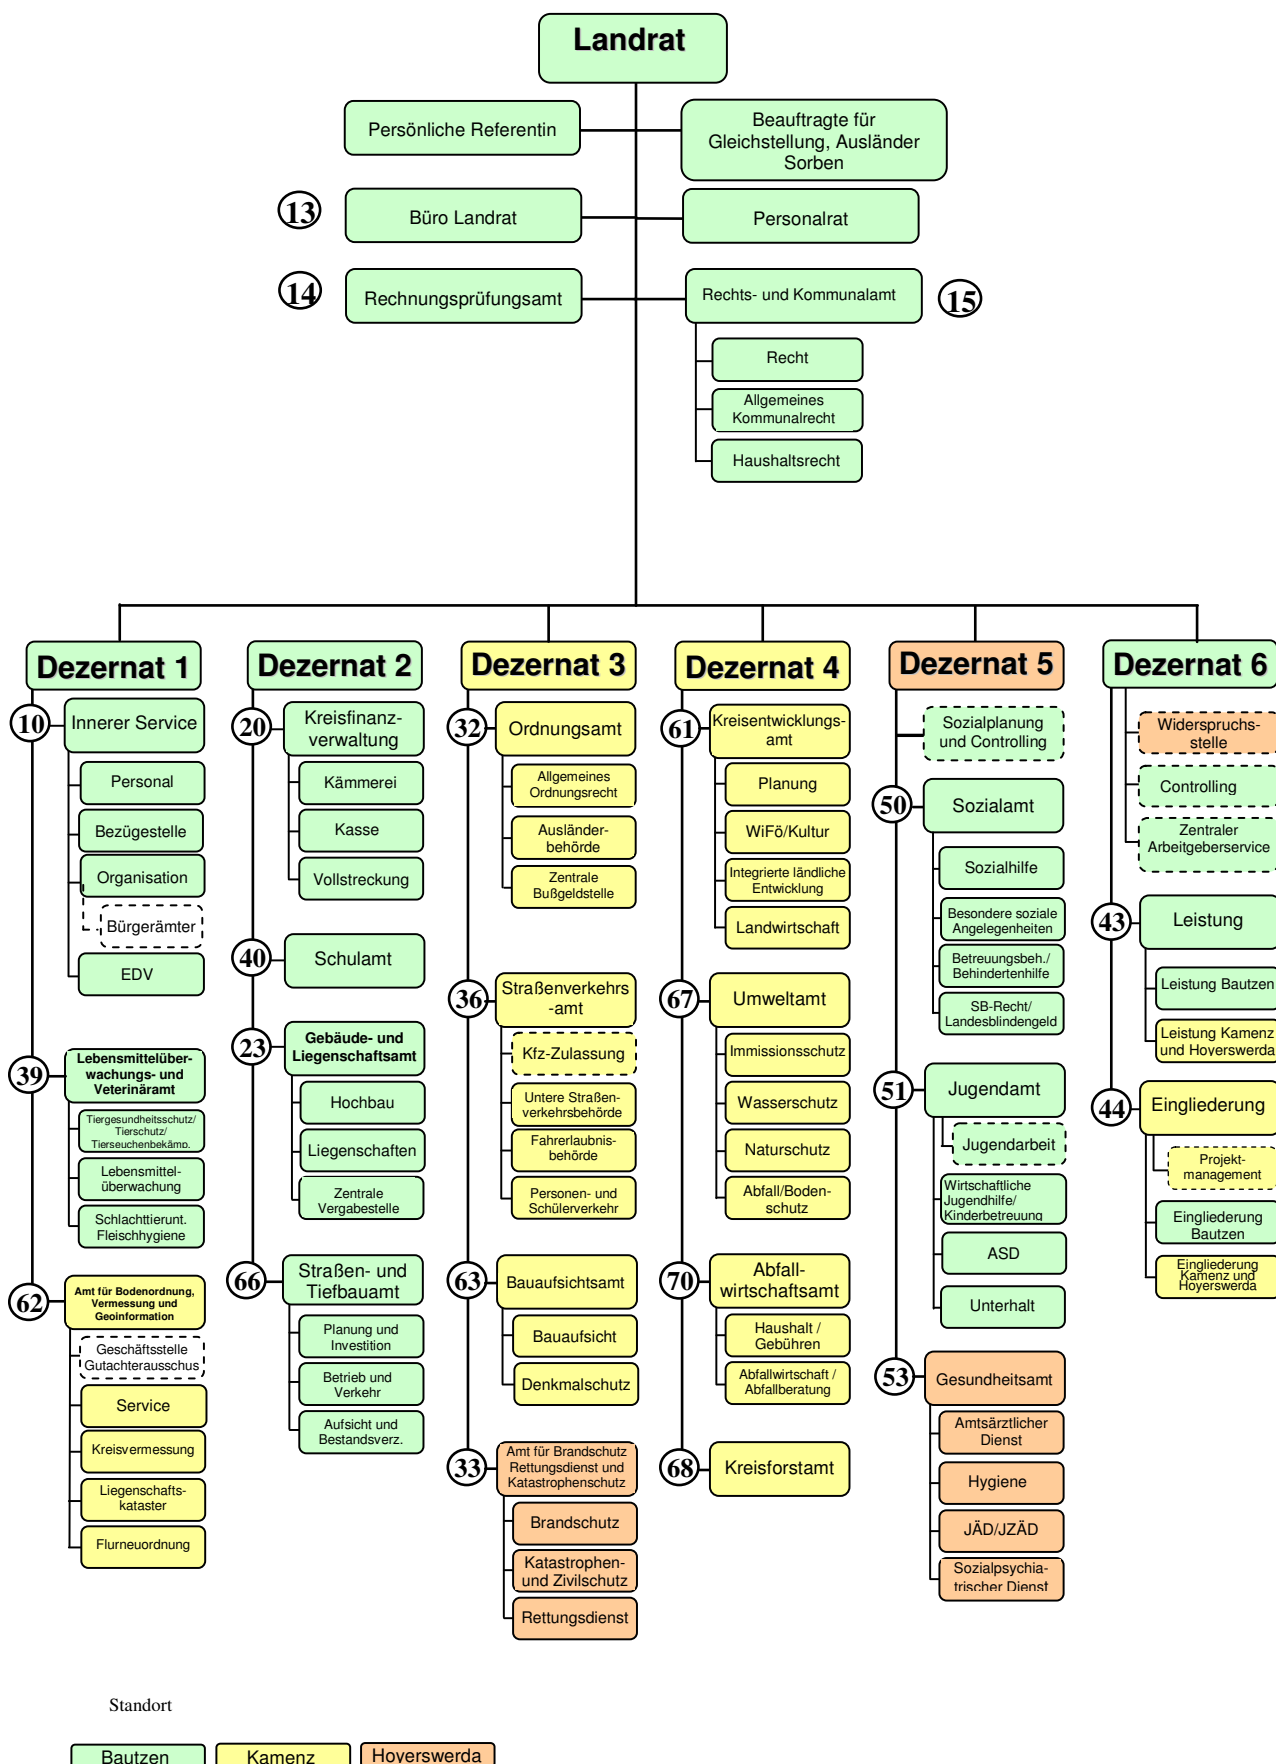 Landrat
Persönliche Referentin
Beauftragte für
Gleichstellung, Ausländer
Sorben
13
Büro Landrat
Personalrat
14
Rechnungsprüfungsamt
Rechts- und Kommunalamt
15
Recht
Allgemeines
Kommunalrecht
Haushaltsrecht
Dezernat 1
10
Innerer Service
Personal
Bezügestelle
Organisation
Bürgerämter
EDV
39
Lebensmittelüber-
wachungs- und
Veterinäramt
Tiergesundheitsschutz/
Tierschutz/
Tierseuchenbekämp.
Lebensmittel-
überwachung
Schlachttierunt.
Fleischhygiene
62
Amt für Bodenordnung,
Vermessung und
Geoinformation
Geschäftsstelle
Gutachterausschus
Service
Kreisvermessung
Liegenschafts-
kataster
Flurneuordnung
Dezernat 2
20
Kreisfinanz-
verwaltung
Kämmerei
Kasse
Vollstreckung
40
Schulamt
23
Gebäude- und
Liegenschaftsamt
Hochbau
Liegenschaften
Zentrale
Vergabestelle
66
Straßen- und
Tiefbauamt
Planung und
Investition
Betrieb und
Verkehr
Aufsicht und
Bestandsverz.
Dezernat 3
32
Ordnungsamt
Allgemeines
Ordnungsrecht
Ausländer-
behörde
Zentrale
Bußgeldstelle
36
Straßenverkehrs
-amt
Kfz-Zulassung
Untere Straßen-
verkehrsbehörde
Fahrerlaubnis-
behörde
Personen- und
Schülerverkehr
63
Bauaufsichtsamt
Bauaufsicht
Denkmalschutz
33
Amt für Brandschutz
Rettungsdienst und
Katastrophenschutz
Brandschutz
Katastrophen-
und Zivilschutz
Rettungsdienst
Dezernat 4
61
Kreisentwicklungs-
amt
Planung
WiFö/Kultur
Integrierte ländliche
Entwicklung
Landwirtschaft
67
Umweltamt
Immissionsschutz
Wasserschutz
Naturschutz
Abfall/Boden-
schutz
70
Abfall-
wirtschaftsamt
Haushalt /
Gebühren
Abfallwirtschaft /
Abfallberatung
68
Kreisforstamt
Dezernat 5
Sozialplanung
und Controlling
50
Sozialamt
Sozialhilfe
Besondere soziale
Angelegenheiten
Betreuungsbeh./
Behindertenhilfe
SB-Recht/
Landesblindengeld
51
Jugendamt
Jugendarbeit
Wirtschaftliche
Jugendhilfe/
Kinderbetreuung
ASD
Unterhalt
53
Gesundheitsamt
Amtsärztlicher
Dienst
Hygiene
JÄD/JZÄD
Sozialpsychia-
trischer Dienst
Dezernat 6
Widerspruchs-
stelle
Controlling
Zentraler
Arbeitgeberservice
43
Leistung
Leistung Bautzen
Leistung Kamenz
und Hoyerswerda
44
Eingliederung
Projekt-
management
Eingliederung
Bautzen
Eingliederung
Kamenz und
Hoyerswerda
Standort
Bautzen
Kamenz
Hoyerswerda